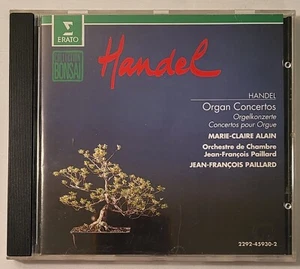 ERATO
COLLECTION
BONSAI
Handel
HANDEL
Organ Concertos
Orgelkonzerte
Concertos pour Orgue
MARIE-CLAIRE ALAIN
Orchestre de Chambre
Jean-François Paillard
JEAN-FRANÇOIS PAILLARD
2292-45930-2